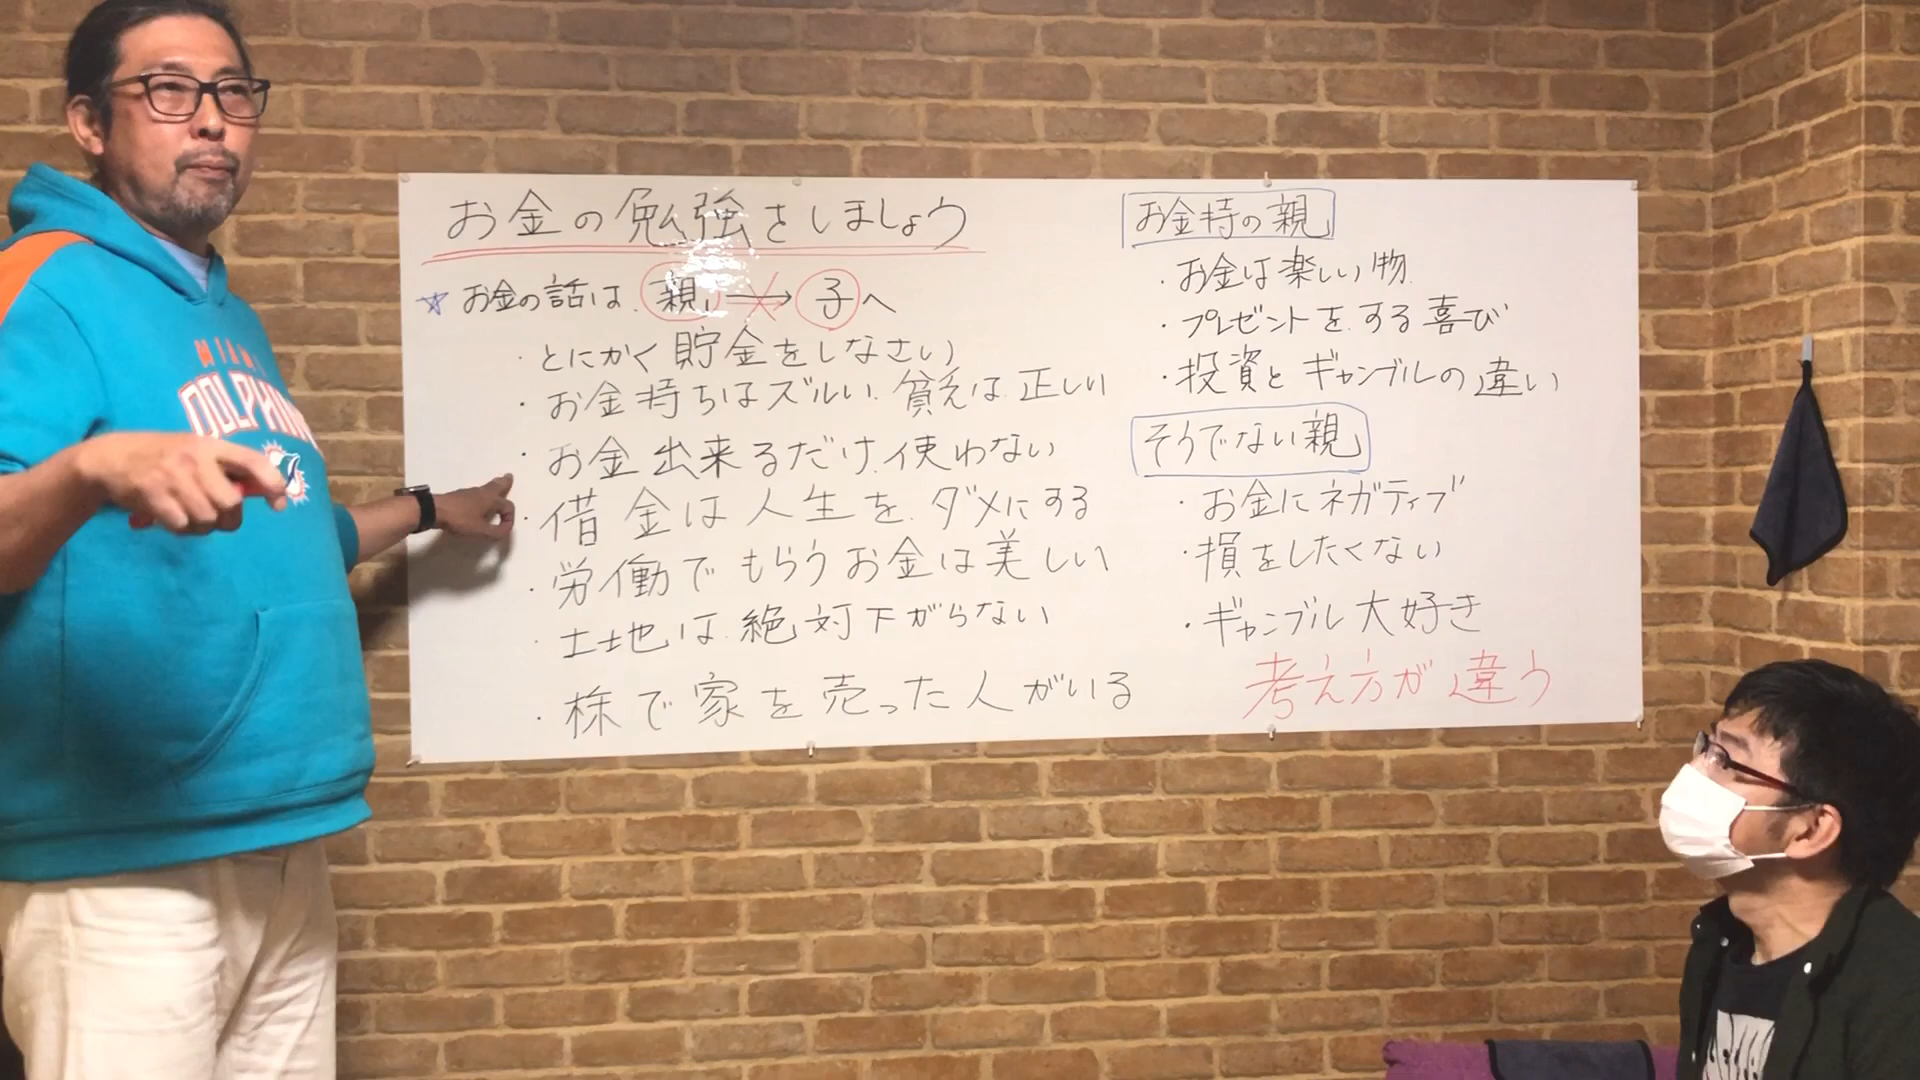 お金の勉強をしましょう
☆ お金の話は 親 → 子へ
・とにかく貯金をしなさい
・お金持ちはズルい 貧乏は正しい
・お金出来るだけ使わない
・借金は人生をダメにする
・労働でもらうお金は美しい
・土地は絶対下がらない
・株で家を売った人がいる
お金持の親
・お金は楽しい物
・プレゼントをする喜び
・投資とギャンブルの違い
そうでない親
・お金にネガティブ
・損をしたくない
・ギャンブル大好き
考え方が違う
MIAMI
DOLPHINS